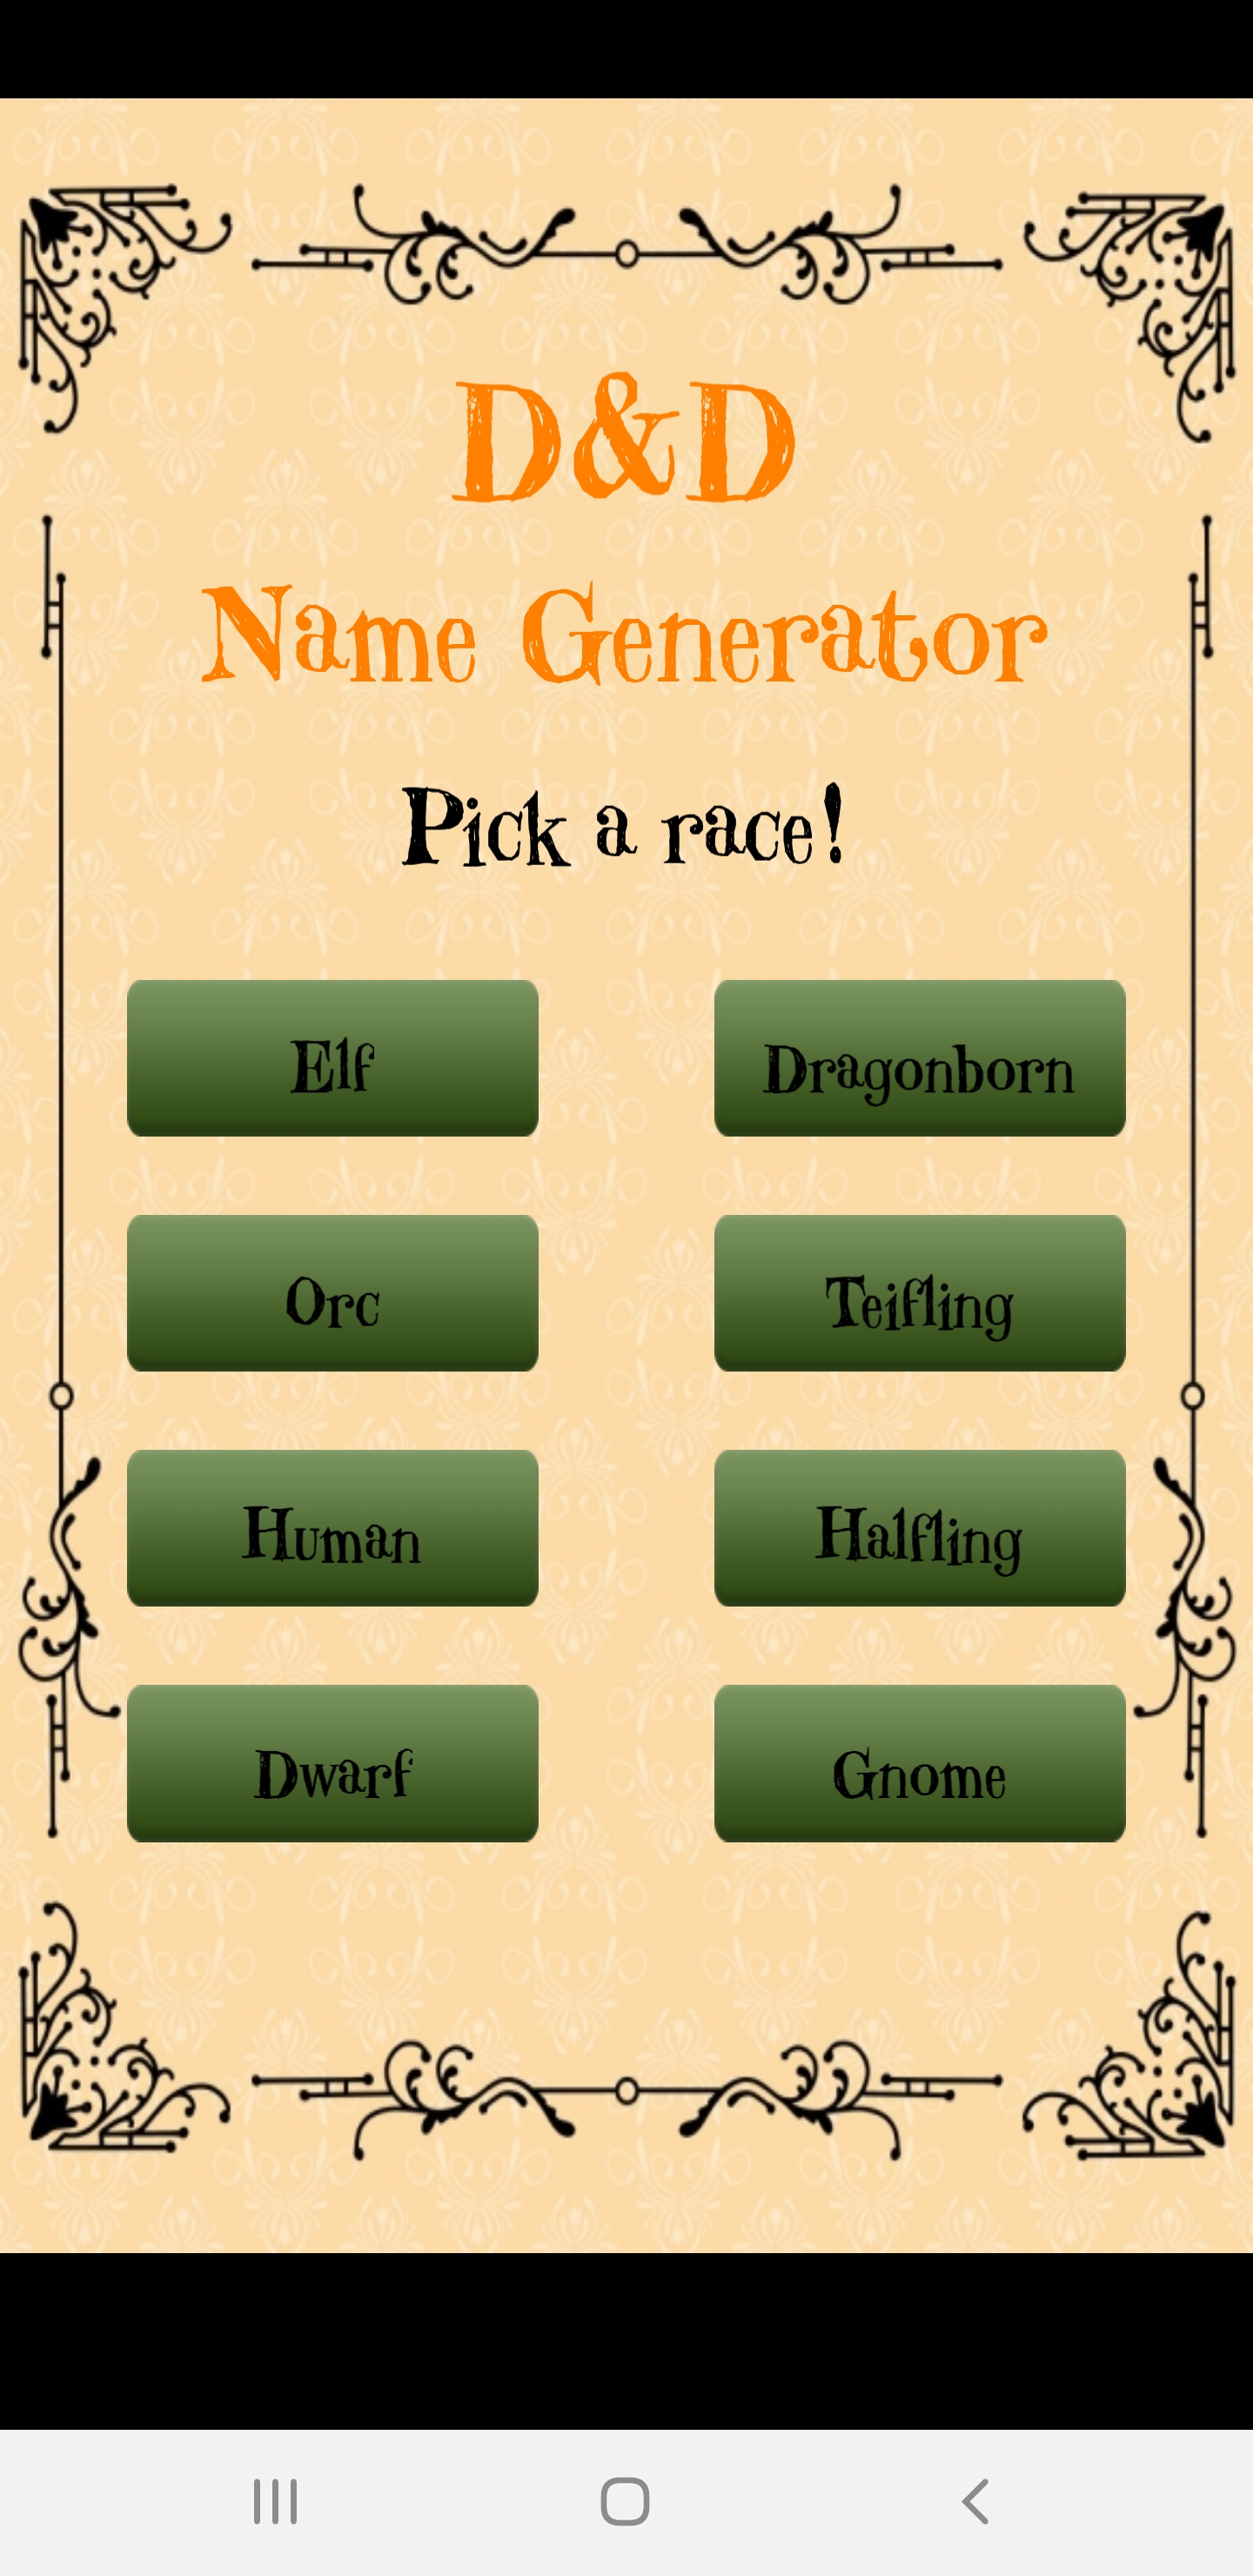 D&D
Name Generator
Pick a race!
Elf
Dragonborn
Orc
Teifling
Human
Halfling
Dwarf
Gnome